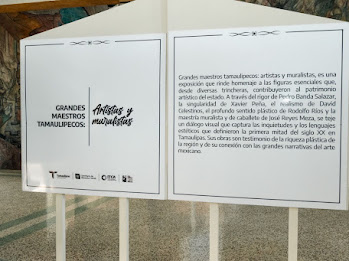 GRANDES
MAESTROS
TAMAULIPECOS:
Artistas y
muralistas
Tamaulipas
Grandes maestros tamaulipecos: artistas y muralistas, es una
exposición que rinde homenaje a las figuras esenciales que,
desde diversas trincheras, contribuyeron al patrimonio
artístico del estado. A través del rigor de Pedro Banda Salazar,
la singularidad de Xavier Peña, el realismo de David
Celestinos, el profundo sentido plástico de Rodolfo Ríos y la
maestría muralista y de caballete de José Reyes Meza, se teje
un diálogo visual que captura las inquietudes y los lenguajes
estéticos que definieron la primera mitad del siglo XX en
Tamaulipas. Sus obras son testimonio de la riqueza plástica de
la región y de su conexión con las grandes narrativas del arte
mexicano.